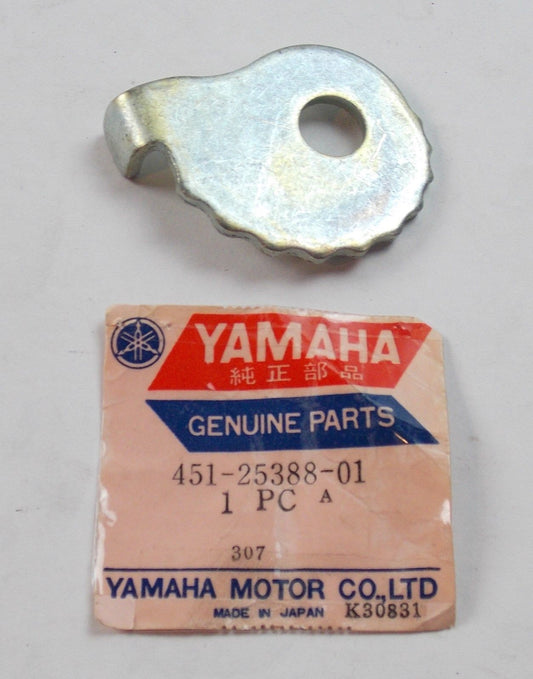 YAMAHA
純正部品
GENUINE PARTS
451-25388-01
1 PC A
307
YAMAHA MOTOR CO.,LTD
MADE IN JAPAN K30831